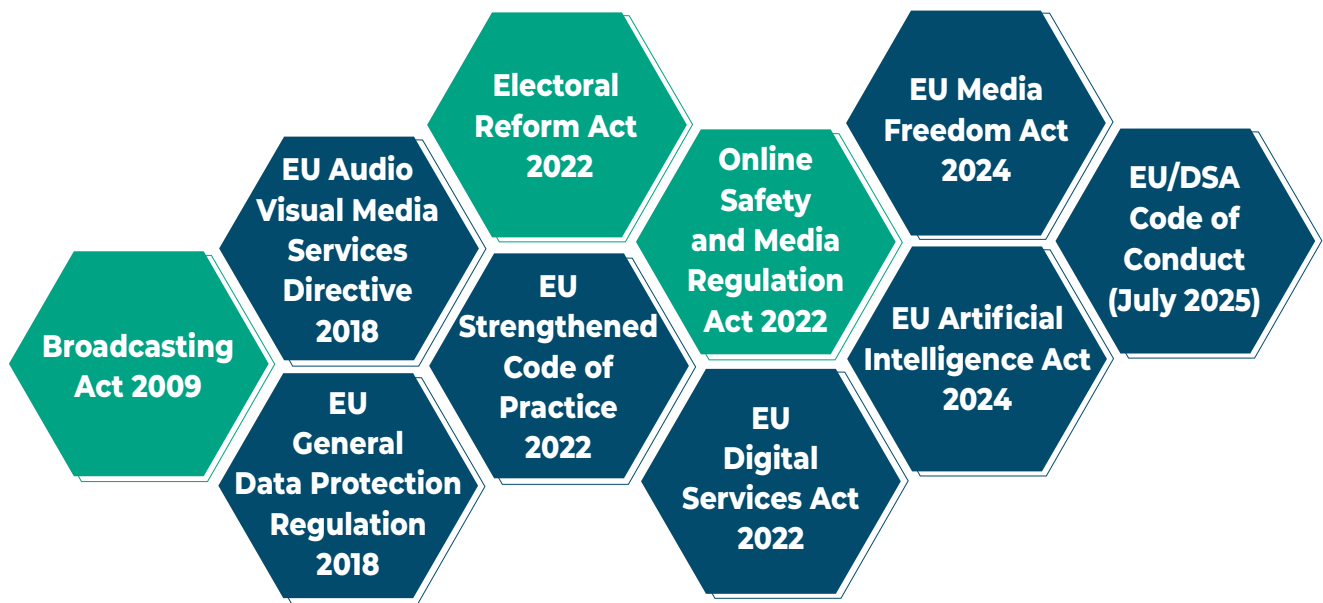 Broadcasting
Act 2009
EU Audio
Visual Media
Services
Directive
2018
EU
General
Data Protection
Regulation
2018
Electoral
Reform Act
2022
EU
Strengthened
Code of
Practice
2022
Online
Safety
and Media
Regulation
Act 2022
EU
Digital
Services Act
2022
EU Media
Freedom Act
2024
EU Artificial
Intelligence Act
2024
EU/DSA
Code of
Conduct
(July 2025)